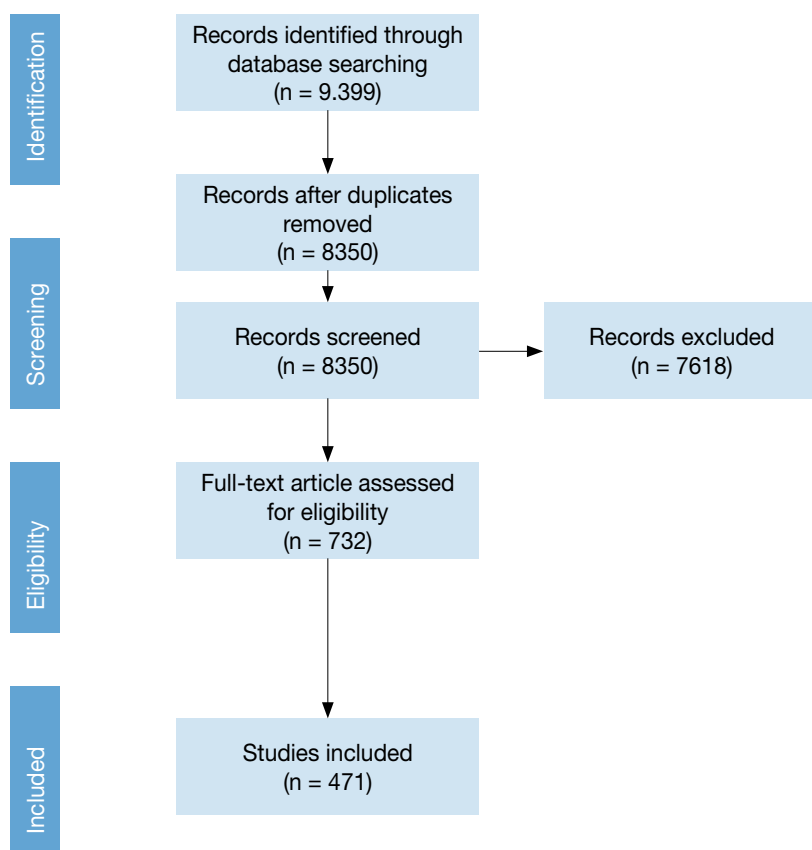 Identification
Records identified through
database searching
(n = 9.399)
Records after duplicates
removed
(n = 8350)
Screening
Records screened
(n = 8350)
Records excluded
(n = 7618)
Eligibility
Full-text article assessed
for eligibility
(n = 732)
Included
Studies included
(n = 471)